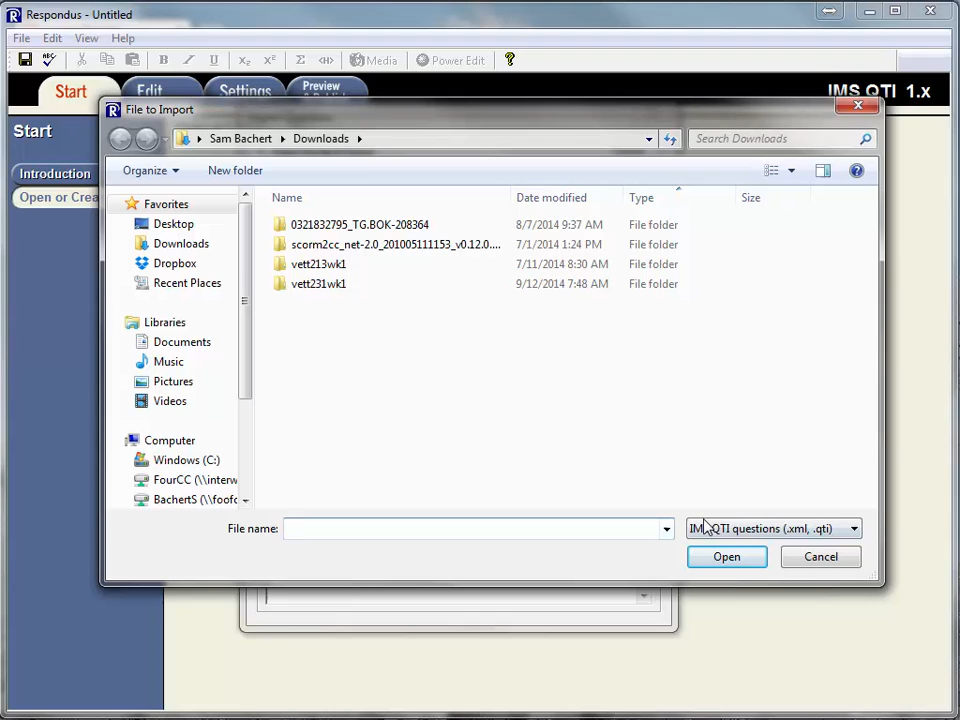 Respondus - Untitled
File Edit View Help
B I U X₂ X² Σ Media Power Edit ?
Start Edit Settings Preview IMS QTI 1.x
File to Import
Start
Sam Bachert Downloads Search Downloads
Introduction
Organize New folder
Open or Crea
Name Date modified Type Size
Favorites
Desktop
Downloads
Dropbox
Recent Places
Libraries
Documents
Music
Pictures
Videos
Computer
Windows (C:)
FourCC (\\interw
BachertS (\\foofc
0321832795_TG.BOK-208364 8/7/2014 9:37 AM File folder
scorm2cc_net-2.0_201005111153_v0.12.0.... 7/1/2014 1:24 PM File folder
vett213wk1 7/11/2014 8:30 AM File folder
vett231wk1 9/12/2014 7:48 AM File folder
File name: IMS QTI questions (.xml, .qti)
Open Cancel